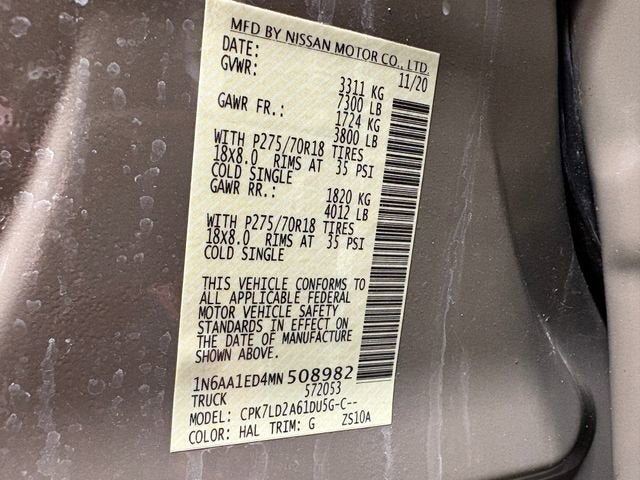 MFD BY NISSAN MOTOR CO., LTD.
DATE: 11/20
GVWR: 3311 KG
7300 LB
GAWR FR.: 1724 KG
3800 LB
WITH P275/70R18 TIRES
18X8.0 RIMS AT 35 PSI
COLD SINGLE
GAWR RR.: 1820 KG
4012 LB
WITH P275/70R18 TIRES
18X8.0 RIMS AT 35 PSI
COLD SINGLE
THIS VEHICLE CONFORMS TO
ALL APPLICABLE FEDERAL
MOTOR VEHICLE SAFETY
STANDARDS IN EFFECT ON
THE DATE OF MANUFACTURE
SHOWN ABOVE.
1N6AA1ED4MN508982
TRUCK 572053
MODEL: CPK7LD2A61DU5G-C--
COLOR: HAL TRIM: G ZS10A